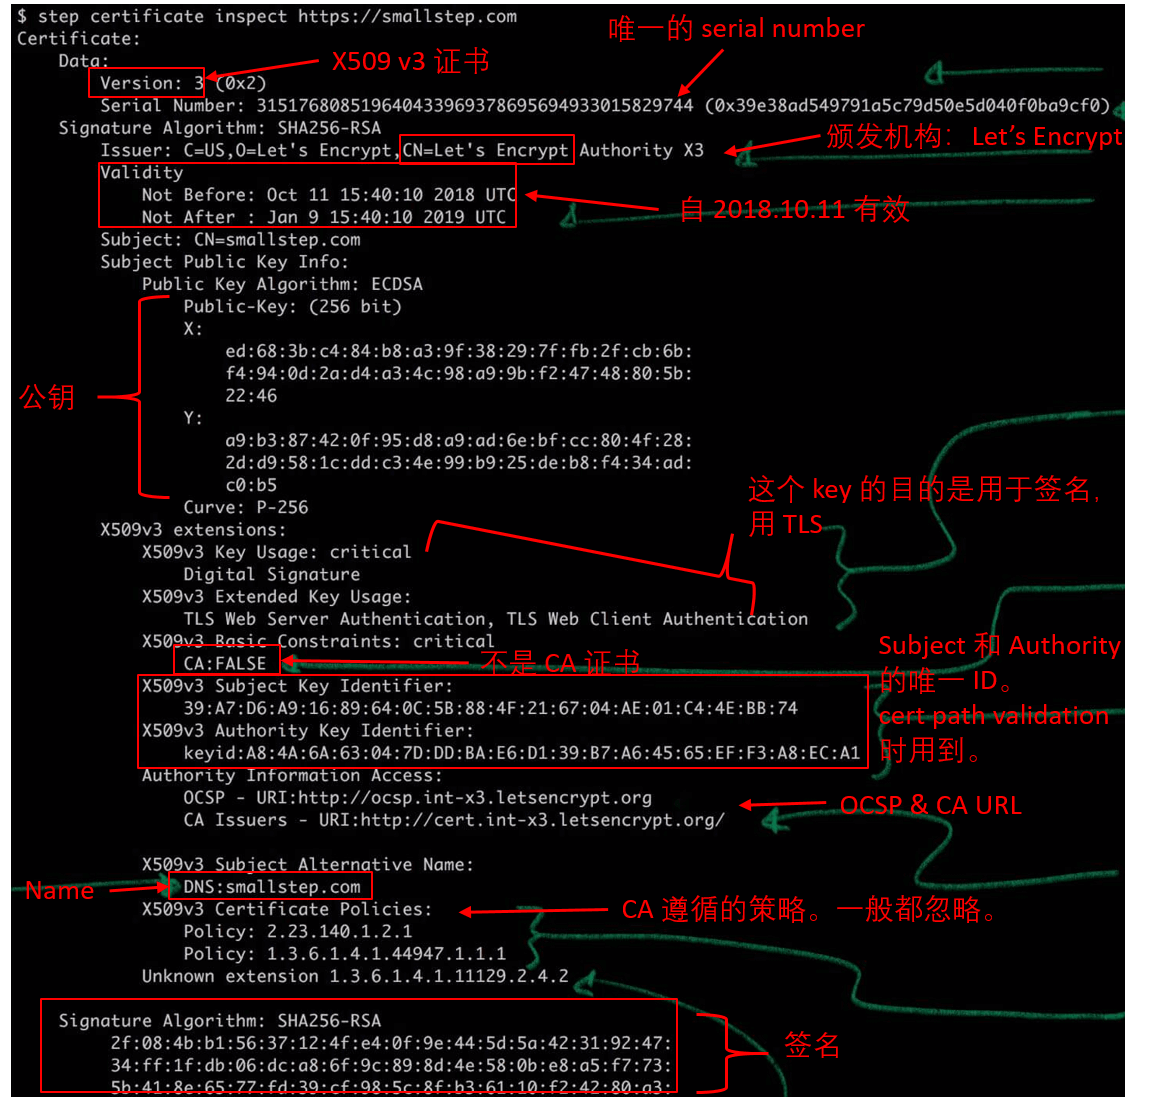 $ step certificate inspect https://smallstep.com
唯一的 serial number
Certificate:
Data:
X509 v3 证书
Version: 3 (0x2)
Serial Number: 315176808519640433969378695694933015829744 (0x39e38ad549791a5c79d50e5d040f0ba9cf0)
Signature Algorithm: SHA256-RSA
颁发机构： Let’s Encrypt
Issuer: C=US,O=Let's Encrypt,CN=Let's Encrypt Authority X3
Validity
Not Before: Oct 11 15:40:10 2018 UTC
自 2018.10.11 有效
Not After : Jan 9 15:40:10 2019 UTC
Subject: CN=smallstep.com
Subject Public Key Info:
Public Key Algorithm: ECDSA
Public-Key: (256 bit)
X:
ed:68:3b:c4:84:b8:a3:9f:38:29:7f:fb:2f:cb:6b:
f4:94:0d:2a:d4:a3:4c:98:a9:9b:f2:47:48:80:5b:
22:46
公钥
Y:
a9:b3:87:42:0f:95:d8:a9:ad:6e:bf:cc:80:4f:28:
2d:d9:58:1c:dd:c3:4e:99:b9:25:de:b8:f4:34:ad:
c0:b5
Curve: P-256
这个 key 的目的是用于签名，
用 TLS
X509v3 extensions:
X509v3 Key Usage: critical
Digital Signature
X509v3 Extended Key Usage:
TLS Web Server Authentication, TLS Web Client Authentication
X509v3 Basic Constraints: critical
CA:FALSE
不是 CA 证书
Subject 和 Authority
的唯一 ID。
cert path validation
时用到。
X509v3 Subject Key Identifier:
39:A7:D6:A9:16:89:64:0C:5B:88:4F:21:67:04:AE:01:C4:4E:BB:74
X509v3 Authority Key Identifier:
keyid:A8:4A:6A:63:04:7D:DD:BA:E6:D1:39:B7:A6:45:65:EF:F3:A8:EC:A1
Authority Information Access:
OCSP - URI:http://ocsp.int-x3.letsencrypt.org
OCSP & CA URL
CA Issuers - URI:http://cert.int-x3.letsencrypt.org/
X509v3 Subject Alternative Name:
Name
DNS:smallstep.com
X509v3 Certificate Policies:
CA 遵循的策略。一般都忽略。
Policy: 2.23.140.1.2.1
Policy: 1.3.6.1.4.1.44947.1.1.1
Unknown extension 1.3.6.1.4.1.11129.2.4.2
Signature Algorithm: SHA256-RSA
2f:08:4b:b1:56:37:12:4f:e4:0f:9e:44:5d:5a:42:31:92:47:
签名
34:ff:1f:db:06:dc:a8:6f:9c:89:8d:4e:58:0b:e8:a5:f7:73:
5b:41:8e:65:77:fd:39:cf:98:5c:8f:b3:61:10:f2:42:80:a3: